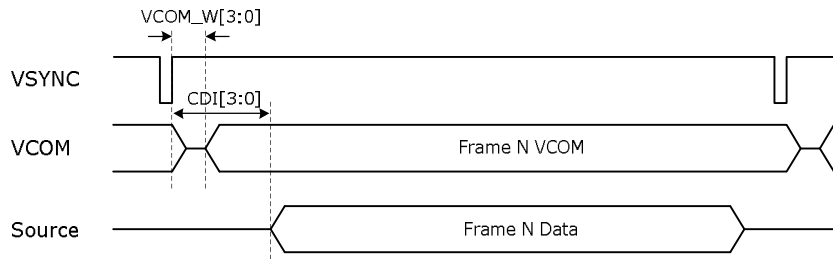 VCOM_W[3:0]
VSYNC
CDI[3:0]
VCOM
Frame N VCOM
Source
Frame N Data